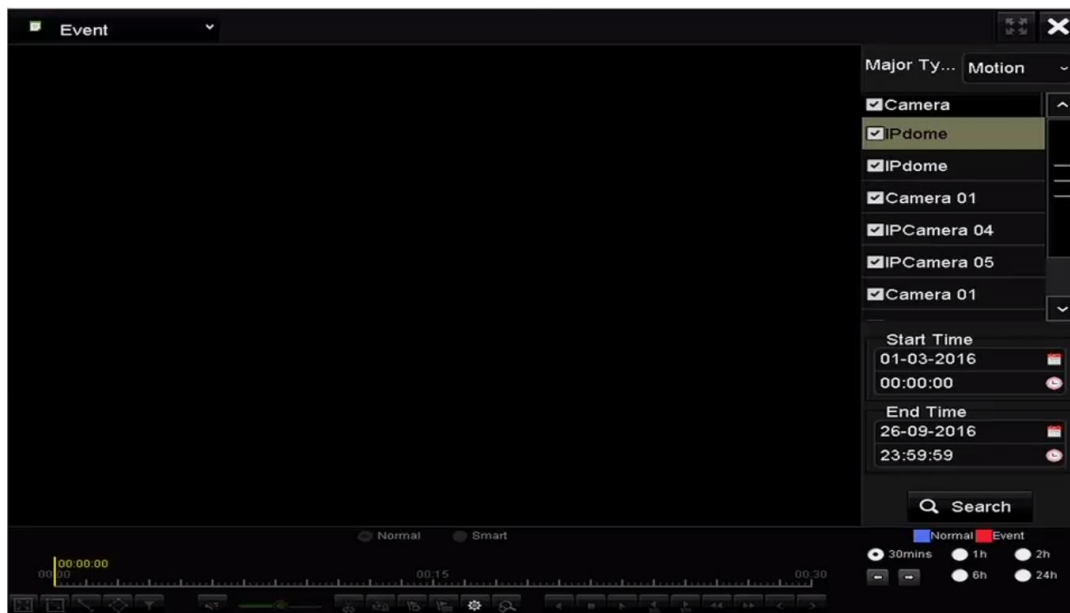 Event
Major Ty... Motion
Camera
IPdome
IPdome
Camera 01
IPCamera 04
IPCamera 05
Camera 01
Start Time
01-03-2016
00:00:00
End Time
26-09-2016
23:59:59
Search
Normal Smart
Normal Event
00:00:00
00:15 00:30
30mins 1h 2h
6h 24h